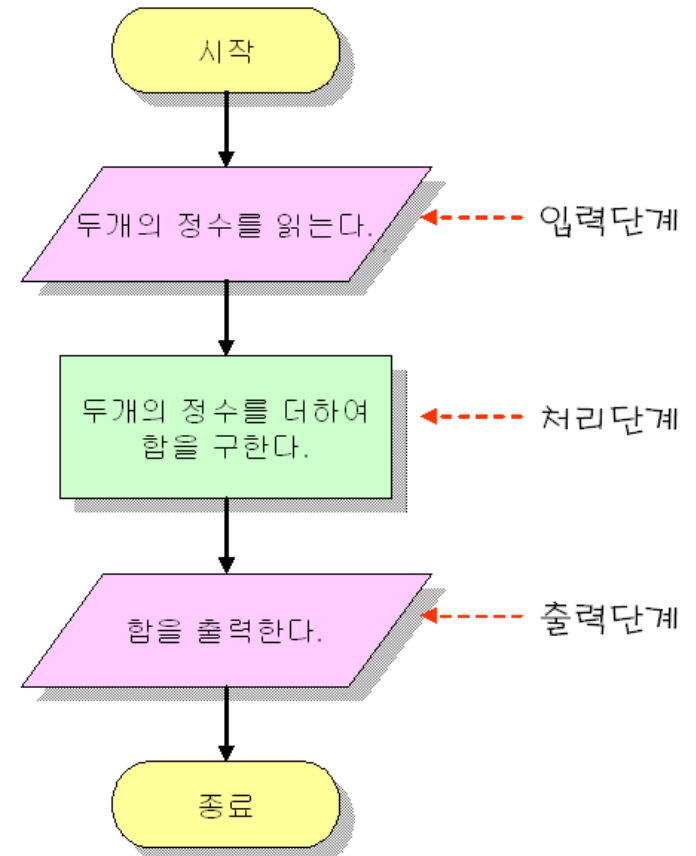 시작
두개의 정수를 읽는다.
입력단계
두개의 정수를 더하여
합을 구한다.
처리단계
합을 출력한다.
출력단계
종료